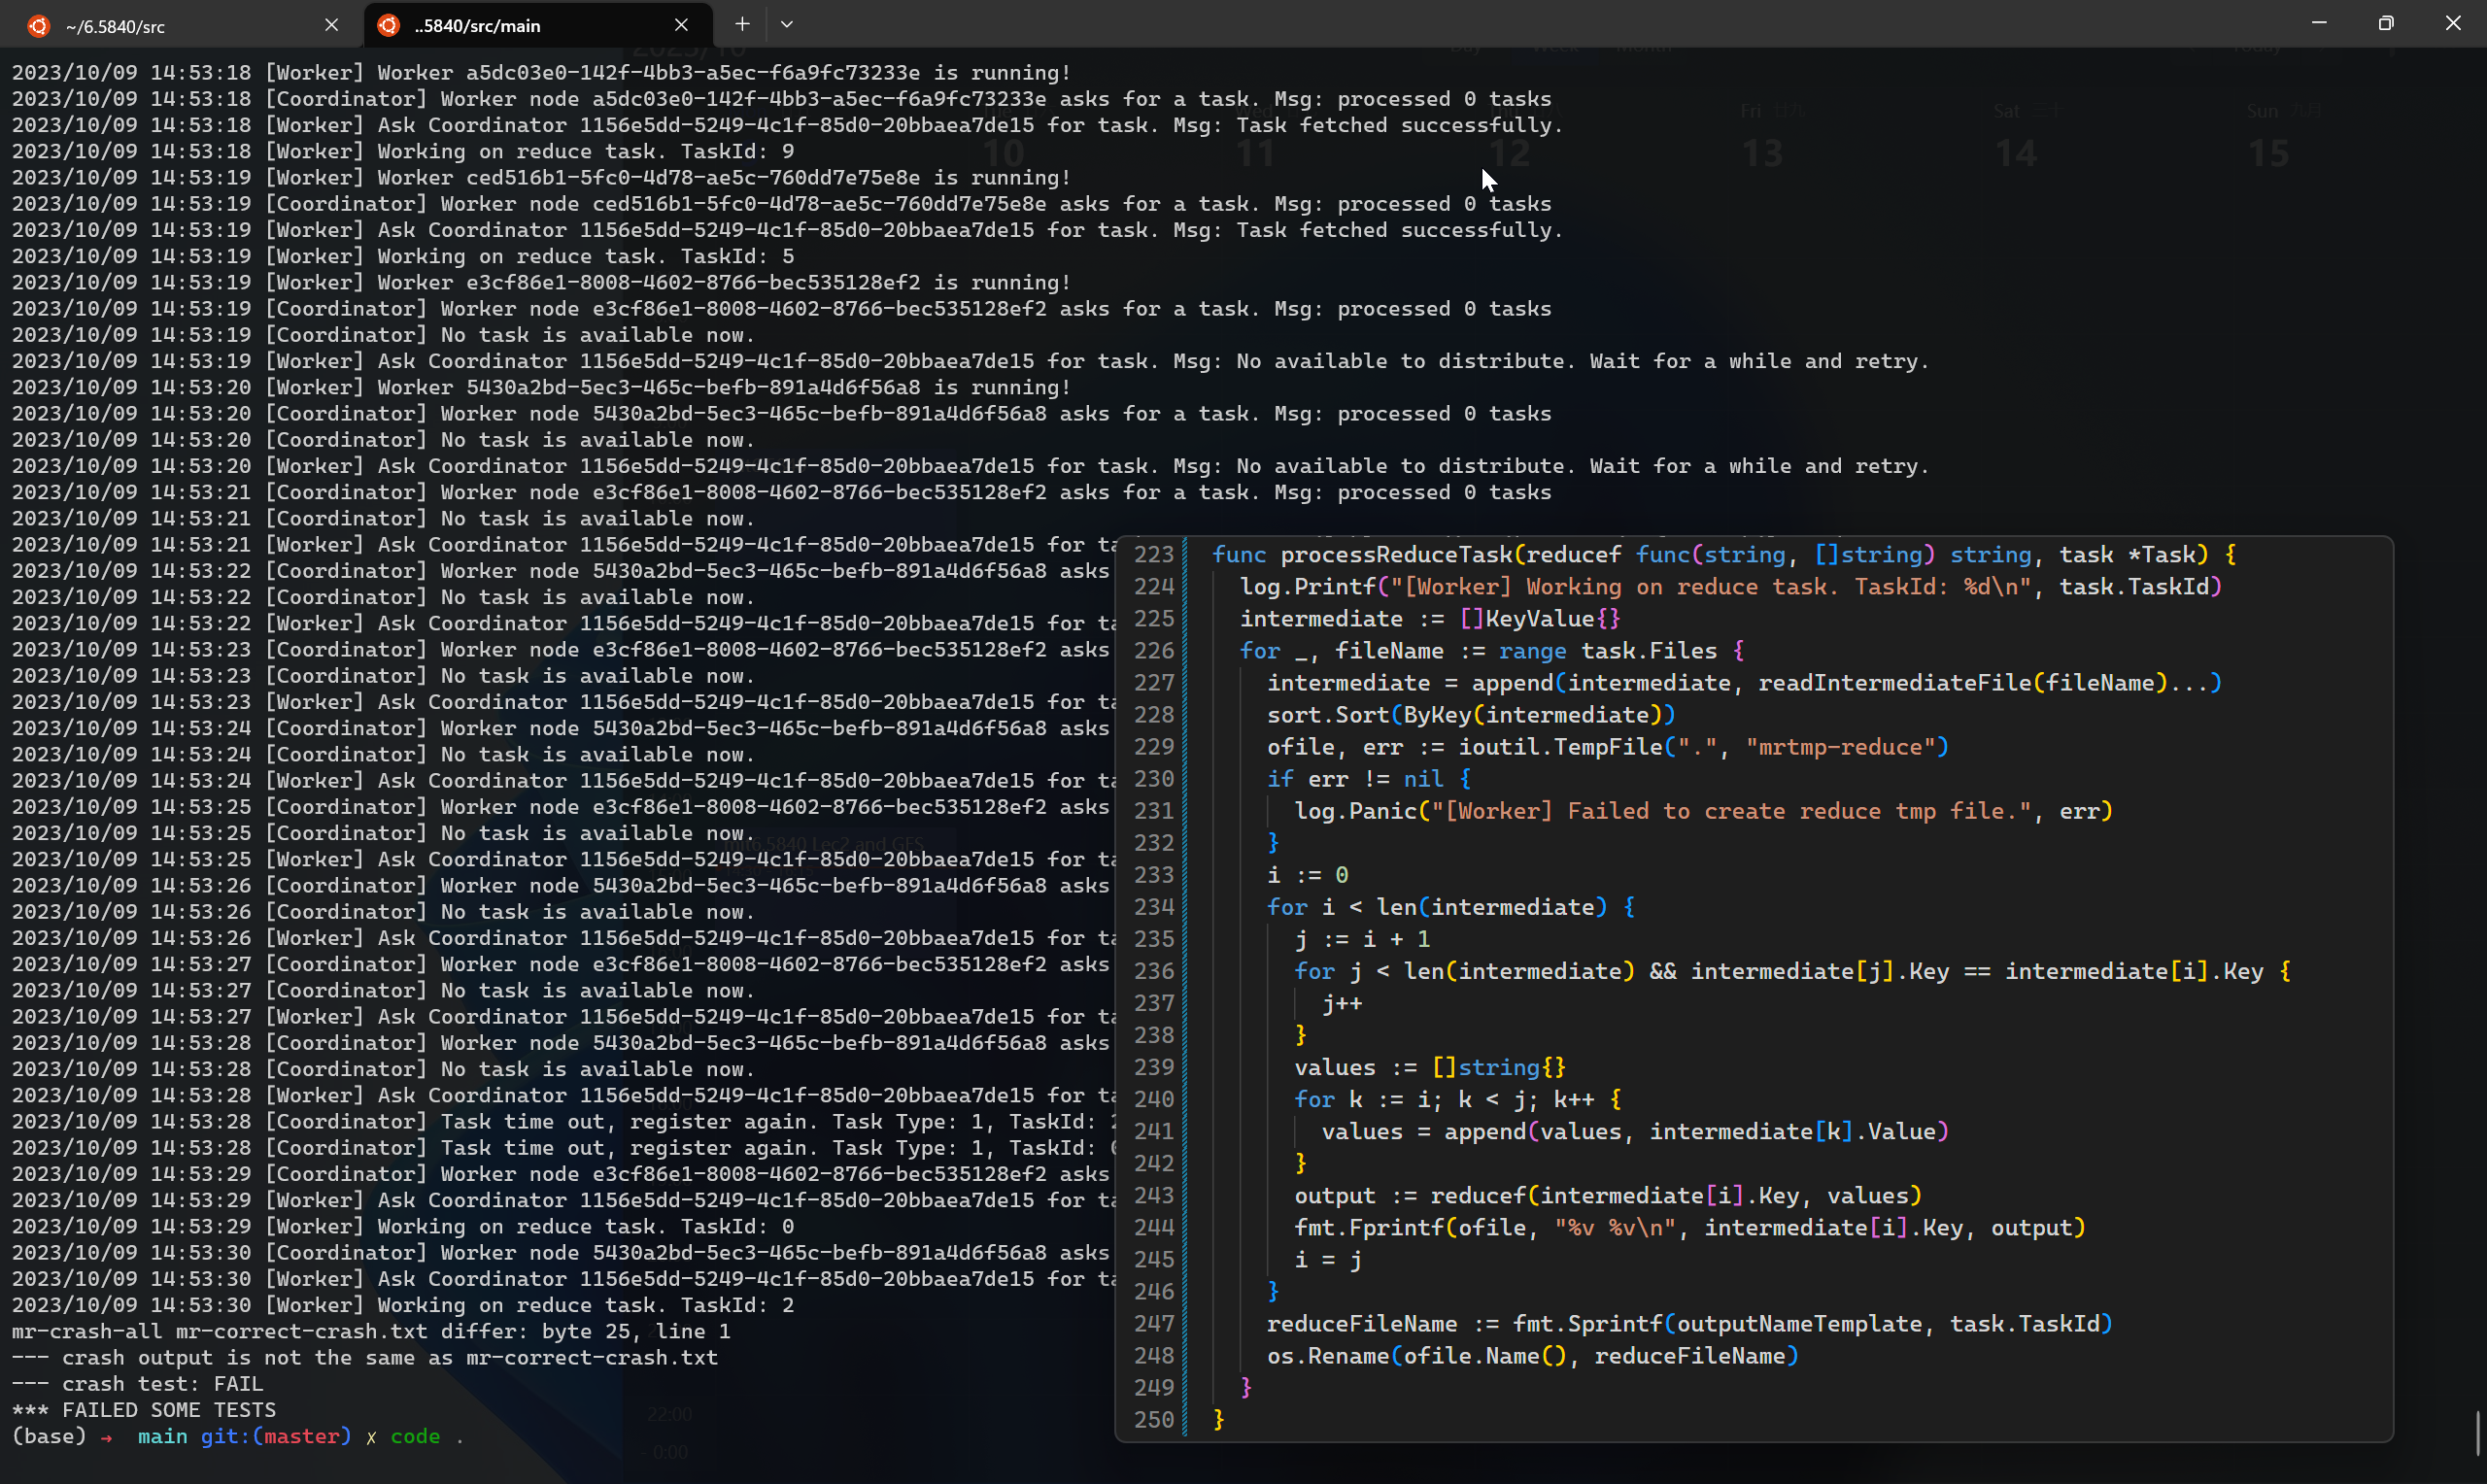 ~/6.5840/src
..5840/src/main
2023/10/09 14:53:18 [Worker] Worker a5dc03e0-142f-4bb3-a5ec-f6a9fc73233e is running!
2023/10/09 14:53:18 [Coordinator] Worker node a5dc03e0-142f-4bb3-a5ec-f6a9fc73233e asks for a task. Msg: processed 0 tasks
2023/10/09 14:53:18 [Worker] Ask Coordinator 1156e5dd-5249-4c1f-85d0-20bbaea7de15 for task. Msg: Task fetched successfully.
2023/10/09 14:53:18 [Worker] Working on reduce task. TaskId: 9
2023/10/09 14:53:19 [Worker] Worker ced516b1-5fc0-4d78-ae5c-760dd7e75e8e is running!
2023/10/09 14:53:19 [Coordinator] Worker node ced516b1-5fc0-4d78-ae5c-760dd7e75e8e asks for a task. Msg: processed 0 tasks
2023/10/09 14:53:19 [Worker] Ask Coordinator 1156e5dd-5249-4c1f-85d0-20bbaea7de15 for task. Msg: Task fetched successfully.
2023/10/09 14:53:19 [Worker] Working on reduce task. TaskId: 5
2023/10/09 14:53:19 [Worker] Worker e3cf86e1-8008-4602-8766-bec535128ef2 is running!
2023/10/09 14:53:19 [Coordinator] Worker node e3cf86e1-8008-4602-8766-bec535128ef2 asks for a task. Msg: processed 0 tasks
2023/10/09 14:53:19 [Coordinator] No task is available now.
2023/10/09 14:53:19 [Worker] Ask Coordinator 1156e5dd-5249-4c1f-85d0-20bbaea7de15 for task. Msg: No available to distribute. Wait for a while and retry.
2023/10/09 14:53:20 [Worker] Worker 5430a2bd-5ec3-465c-befb-891a4d6f56a8 is running!
2023/10/09 14:53:20 [Coordinator] Worker node 5430a2bd-5ec3-465c-befb-891a4d6f56a8 asks for a task. Msg: processed 0 tasks
2023/10/09 14:53:20 [Coordinator] No task is available now.
2023/10/09 14:53:20 [Worker] Ask Coordinator 1156e5dd-5249-4c1f-85d0-20bbaea7de15 for task. Msg: No available to distribute. Wait for a while and retry.
2023/10/09 14:53:21 [Coordinator] Worker node e3cf86e1-8008-4602-8766-bec535128ef2 asks for a task. Msg: processed 0 tasks
2023/10/09 14:53:21 [Coordinator] No task is available now.
2023/10/09 14:53:21 [Worker] Ask Coordinator 1156e5dd-5249-4c1f-85d0-20bbaea7de15 for ta
2023/10/09 14:53:22 [Coordinator] Worker node 5430a2bd-5ec3-465c-befb-891a4d6f56a8 asks
2023/10/09 14:53:22 [Coordinator] No task is available now.
2023/10/09 14:53:22 [Worker] Ask Coordinator 1156e5dd-5249-4c1f-85d0-20bbaea7de15 for ta
2023/10/09 14:53:23 [Coordinator] Worker node e3cf86e1-8008-4602-8766-bec535128ef2 asks
2023/10/09 14:53:23 [Coordinator] No task is available now.
2023/10/09 14:53:23 [Worker] Ask Coordinator 1156e5dd-5249-4c1f-85d0-20bbaea7de15 for ta
2023/10/09 14:53:24 [Coordinator] Worker node 5430a2bd-5ec3-465c-befb-891a4d6f56a8 asks
2023/10/09 14:53:24 [Coordinator] No task is available now.
2023/10/09 14:53:24 [Worker] Ask Coordinator 1156e5dd-5249-4c1f-85d0-20bbaea7de15 for ta
2023/10/09 14:53:25 [Coordinator] Worker node e3cf86e1-8008-4602-8766-bec535128ef2 asks
2023/10/09 14:53:25 [Coordinator] No task is available now.
2023/10/09 14:53:25 [Worker] Ask Coordinator 1156e5dd-5249-4c1f-85d0-20bbaea7de15 for ta
2023/10/09 14:53:26 [Coordinator] Worker node 5430a2bd-5ec3-465c-befb-891a4d6f56a8 asks
2023/10/09 14:53:26 [Coordinator] No task is available now.
2023/10/09 14:53:26 [Worker] Ask Coordinator 1156e5dd-5249-4c1f-85d0-20bbaea7de15 for ta
2023/10/09 14:53:27 [Coordinator] Worker node e3cf86e1-8008-4602-8766-bec535128ef2 asks
2023/10/09 14:53:27 [Coordinator] No task is available now.
2023/10/09 14:53:27 [Worker] Ask Coordinator 1156e5dd-5249-4c1f-85d0-20bbaea7de15 for ta
2023/10/09 14:53:28 [Coordinator] Worker node 5430a2bd-5ec3-465c-befb-891a4d6f56a8 asks
2023/10/09 14:53:28 [Coordinator] No task is available now.
2023/10/09 14:53:28 [Worker] Ask Coordinator 1156e5dd-5249-4c1f-85d0-20bbaea7de15 for ta
2023/10/09 14:53:28 [Coordinator] Task time out, register again. Task Type: 1, TaskId: 2
2023/10/09 14:53:28 [Coordinator] Task time out, register again. Task Type: 1, TaskId: 0
2023/10/09 14:53:29 [Coordinator] Worker node e3cf86e1-8008-4602-8766-bec535128ef2 asks
2023/10/09 14:53:29 [Worker] Ask Coordinator 1156e5dd-5249-4c1f-85d0-20bbaea7de15 for ta
2023/10/09 14:53:29 [Worker] Working on reduce task. TaskId: 0
2023/10/09 14:53:30 [Coordinator] Worker node 5430a2bd-5ec3-465c-befb-891a4d6f56a8 asks
2023/10/09 14:53:30 [Worker] Ask Coordinator 1156e5dd-5249-4c1f-85d0-20bbaea7de15 for ta
2023/10/09 14:53:30 [Worker] Working on reduce task. TaskId: 2
mr-crash-all mr-correct-crash.txt differ: byte 25, line 1
--- crash output is not the same as mr-correct-crash.txt
--- crash test: FAIL
*** FAILED SOME TESTS
(base) → main git:(master) ✗ code .
223 func processReduceTask(reducef func(string, []string) string, task *Task) {
224 log.Printf("[Worker] Working on reduce task. TaskId: %d\n", task.TaskId)
225 intermediate := []KeyValue{}
226 for _, fileName := range task.Files {
227 intermediate = append(intermediate, readIntermediateFile(fileName)...)
228 sort.Sort(ByKey(intermediate))
229 ofile, err := ioutil.TempFile(".", "mrtmp-reduce")
230 if err != nil {
231 log.Panic("[Worker] Failed to create reduce tmp file.", err)
232 }
233 i := 0
234 for i < len(intermediate) {
235 j := i + 1
236 for j < len(intermediate) && intermediate[j].Key == intermediate[i].Key {
237 j++
238 }
239 values := []string{}
240 for k := i; k < j; k++ {
241 values = append(values, intermediate[k].Value)
242 }
243 output := reducef(intermediate[i].Key, values)
244 fmt.Fprintf(ofile, "%v %v\n", intermediate[i].Key, output)
245 i = j
246 }
247 reduceFileName := fmt.Sprintf(outputNameTemplate, task.TaskId)
248 os.Rename(ofile.Name(), reduceFileName)
249 }
250 }
Fri
Sat
Sun
10
11
12
13
14
15
mit6.5840 Lec2 and GFS
22:00
0:00